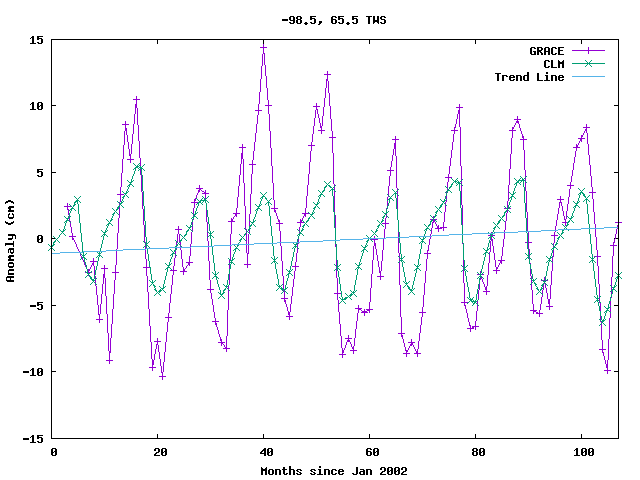 -98.5, 65.5 TWS
GRACE
CLM
Trend Line
15
10
5
0
-5
-10
-15
Anomaly (cm)
0 20 40 60 80 100
Months since Jan 2002